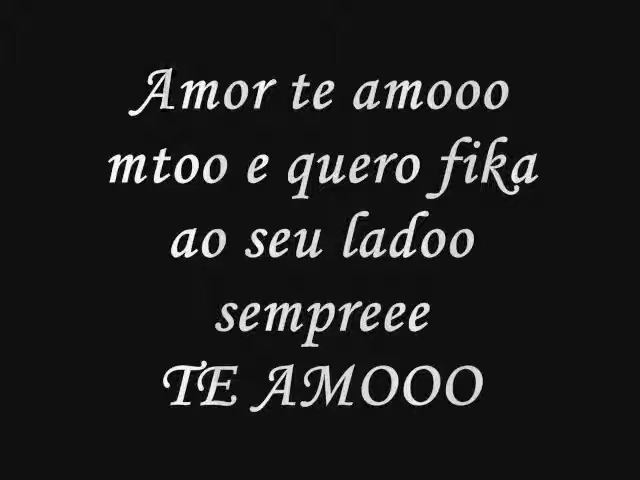 Amor te amooo
mtoo e quero fika
ao seu ladoo
sempreee
TE AMOOO